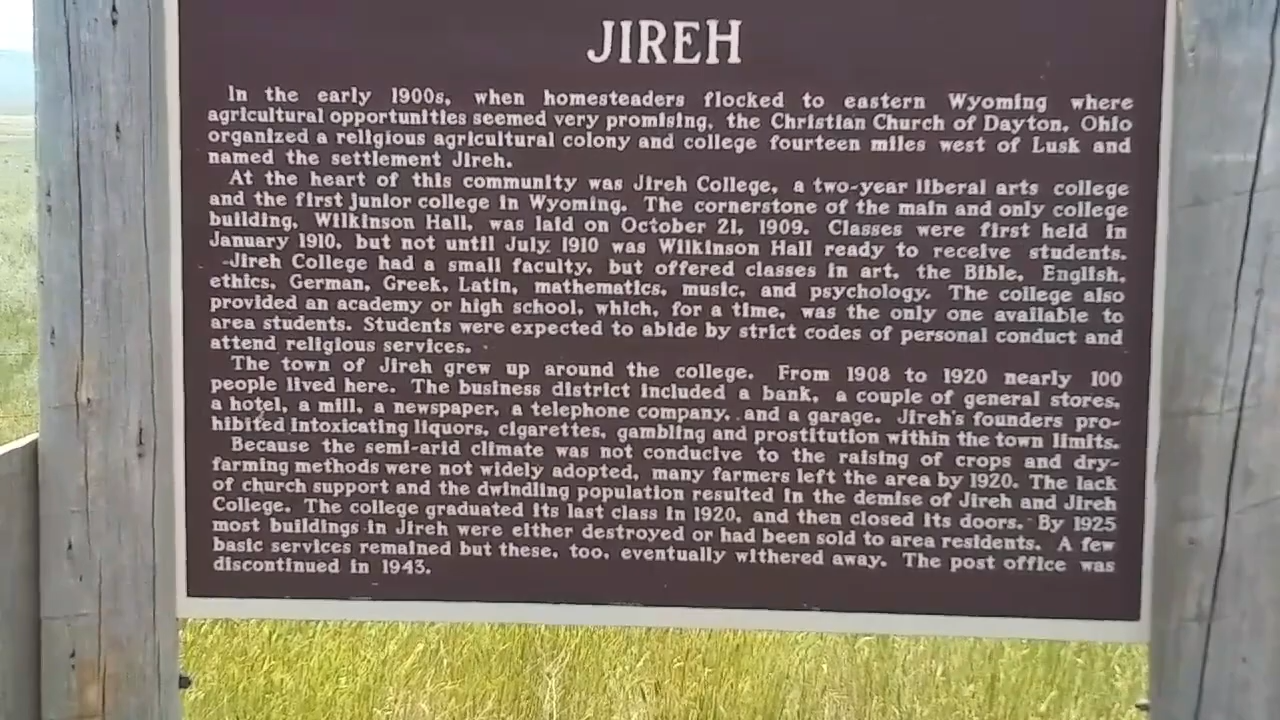 JIREH
In the early 1900s, when homesteaders flocked to eastern Wyoming where
agricultural opportunities seemed very promising, the Christian Church of Dayton, Ohio
organized a religious agricultural colony and college fourteen miles west of Lusk and
named the settlement Jireh.
At the heart of this community was Jireh College, a two-year liberal arts college
and the first junior college in Wyoming. The cornerstone of the main and only college
building, Wilkinson Hall, was laid on October 21, 1909. Classes were first held in
January 1910, but not until July 1910 was Wilkinson Hall ready to receive students.
Jireh College had a small faculty, but offered classes in art, the Bible, English,
ethics, German, Greek, Latin, mathematics, music, and psychology. The college also
provided an academy or high school, which, for a time, was the only one available to
area students. Students were expected to abide by strict codes of personal conduct and
attend religious services.
The town of Jireh grew up around the college. From 1908 to 1920 nearly 100
people lived here. The business district included a bank, a couple of general stores,
a hotel, a mill, a newspaper, a telephone company, and a garage. Jireh's founders pro-
hibited intoxicating liquors, cigarettes, gambling and prostitution within the town limits.
Because the semi-arid climate was not conducive to the raising of crops and dry-
farming methods were not widely adopted, many farmers left the area by 1920. The lack
of church support and the dwindling population resulted in the demise of Jireh and Jireh
College. The college graduated its last class in 1920, and then closed its doors. By 1925
most buildings in Jireh were either destroyed or had been sold to area residents. A few
basic services remained but these, too, eventually withered away. The post office was
discontinued in 1943.